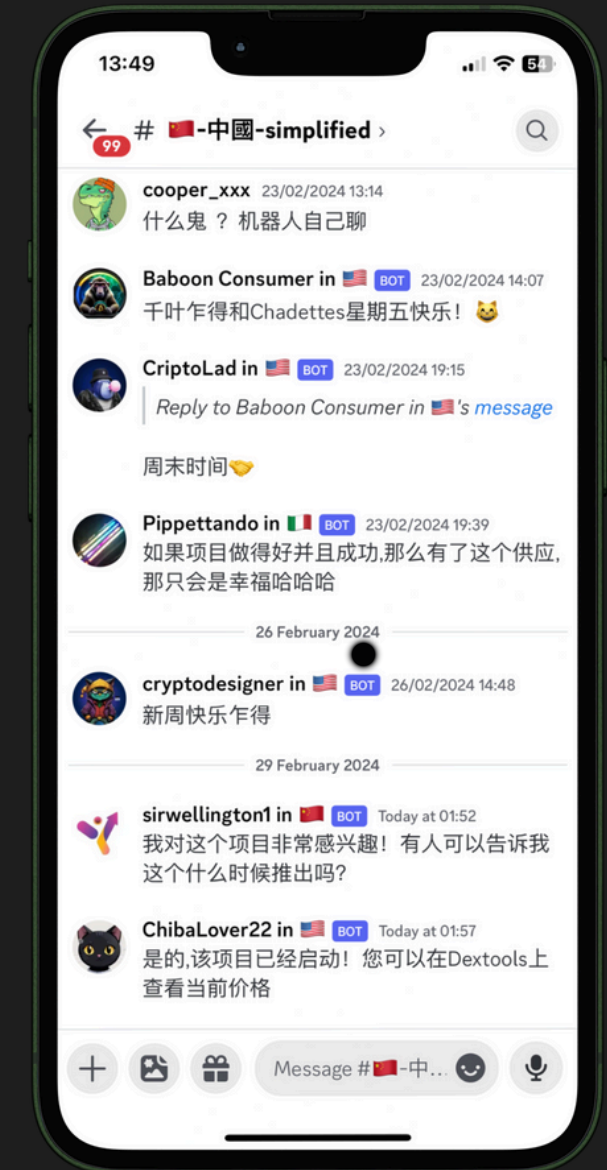 13:49
54
99
# 🇨🇳-中國-simplified ›
cooper_xxx 23/02/2024 13:14
什么鬼 ？机器人自己聊
Baboon Consumer in 🇺🇸 BOT 23/02/2024 14:07
千叶乍得和Chadettes星期五快乐！😺
CriptoLad in 🇺🇸 BOT 23/02/2024 19:15
Reply to Baboon Consumer in 🇺🇸's message
周末时间🤝
Pippettando in 🇮🇹 BOT 23/02/2024 19:39
如果项目做得好并且成功,那么有了这个供应,
那只会是幸福哈哈哈
26 February 2024
cryptodesigner in 🇺🇸 BOT 26/02/2024 14:48
新周快乐乍得
29 February 2024
sirwellington1 in 🇨🇳 BOT Today at 01:52
我对这个项目非常感兴趣！有人可以告诉我
这个什么时候推出吗?
ChibaLover22 in 🇺🇸 BOT Today at 01:57
是的,该项目已经启动！您可以在Dextools上
查看当前价格
Message #🇨🇳-中...